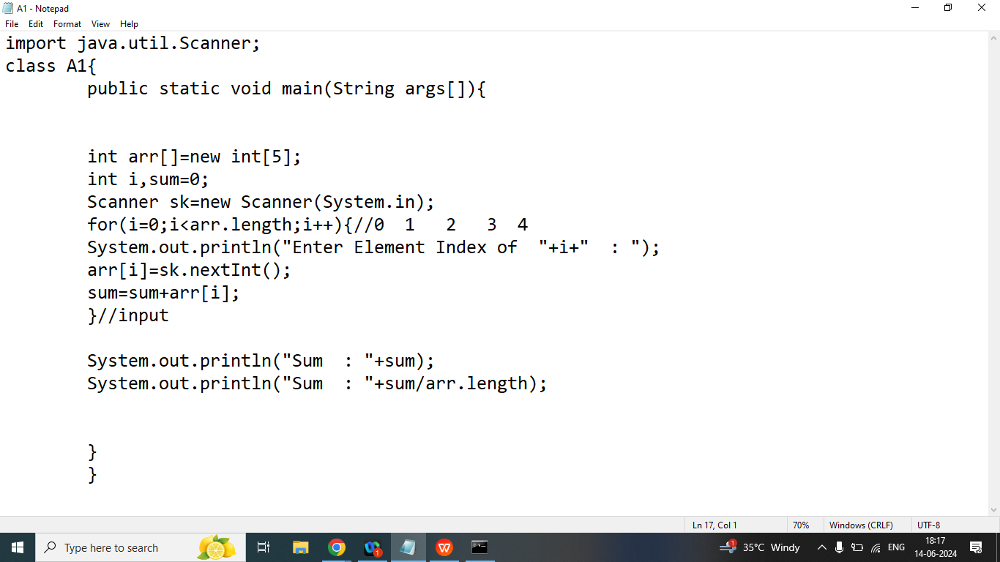 A1 - Notepad
File Edit Format View Help
import java.util.Scanner;
class A1{
public static void main(String args[]){
int arr[]=new int[5];
int i,sum=0;
Scanner sk=new Scanner(System.in);
for(i=0;i<arr.length;i++){//0  1   2   3  4
System.out.println("Enter Element Index of  "+i+"  : ");
arr[i]=sk.nextInt();
sum=sum+arr[i];
}//input
System.out.println("Sum  : "+sum);
System.out.println("Sum  : "+sum/arr.length);
}
}
Ln 17, Col 1 70% Windows (CRLF) UTF-8
Type here to search 1 W 1 35°C Windy ENG 18:17
14-06-2024